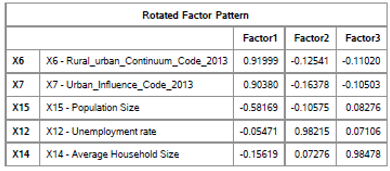 Rotated Factor Pattern
Factor1 Factor2 Factor3
X6 X6 - Rural_urban_Continuum_Code_2013 0.91999 -0.12541 -0.11020
X7 X7 - Urban_Influence_Code_2013 0.90380 -0.16378 -0.10503
X15 X15 - Population Size -0.58169 -0.10575 0.08276
X12 X12 - Unemployment rate -0.05471 0.98215 0.07106
X14 X14 - Average Household Size -0.15619 0.07276 0.98478